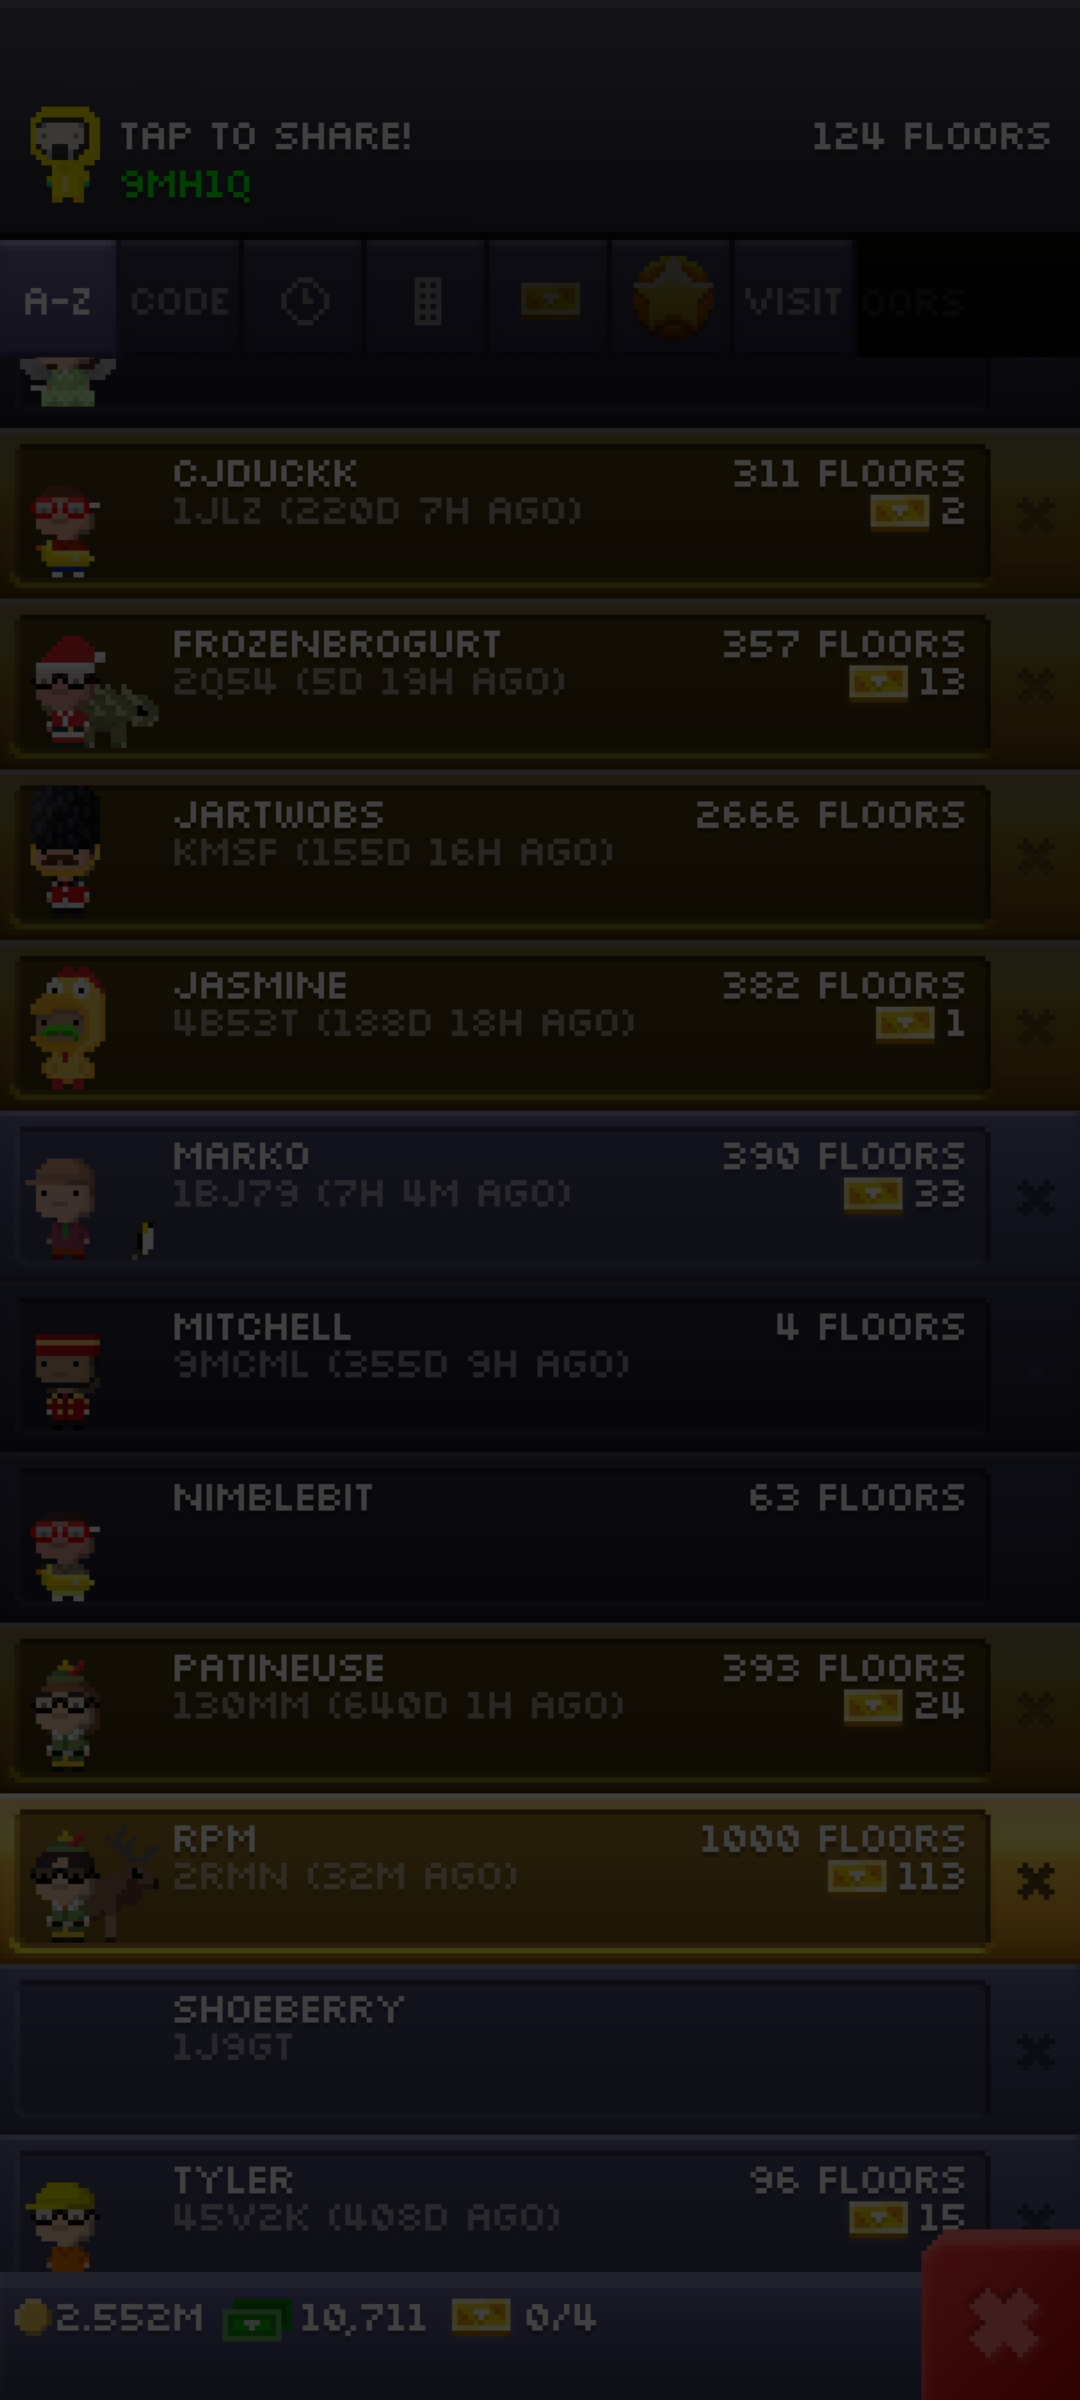 TAP TO SHARE!
124 FLOORS
9MH1Q
A-Z
CODE
VISIT
OORS
CJDUCKK
311 FLOORS
1JLZ (220D 7H AGO)
2
FROZENBROGURT
357 FLOORS
2Q54 (5D 19H AGO)
13
JARTWOBS
2666 FLOORS
KMSF (155D 16H AGO)
JASMINE
382 FLOORS
4B53T (188D 18H AGO)
1
MARKO
390 FLOORS
1BJ79 (7H 4M AGO)
33
MITCHELL
4 FLOORS
9MCML (355D 9H AGO)
NIMBLEBIT
63 FLOORS
PATINEUSE
393 FLOORS
130MM (640D 1H AGO)
24
RPM
1000 FLOORS
2RMN (32M AGO)
113
SHOEBERRY
1J9GT
TYLER
96 FLOORS
45V2K (408D AGO)
15
2.552M
10,711
0/4